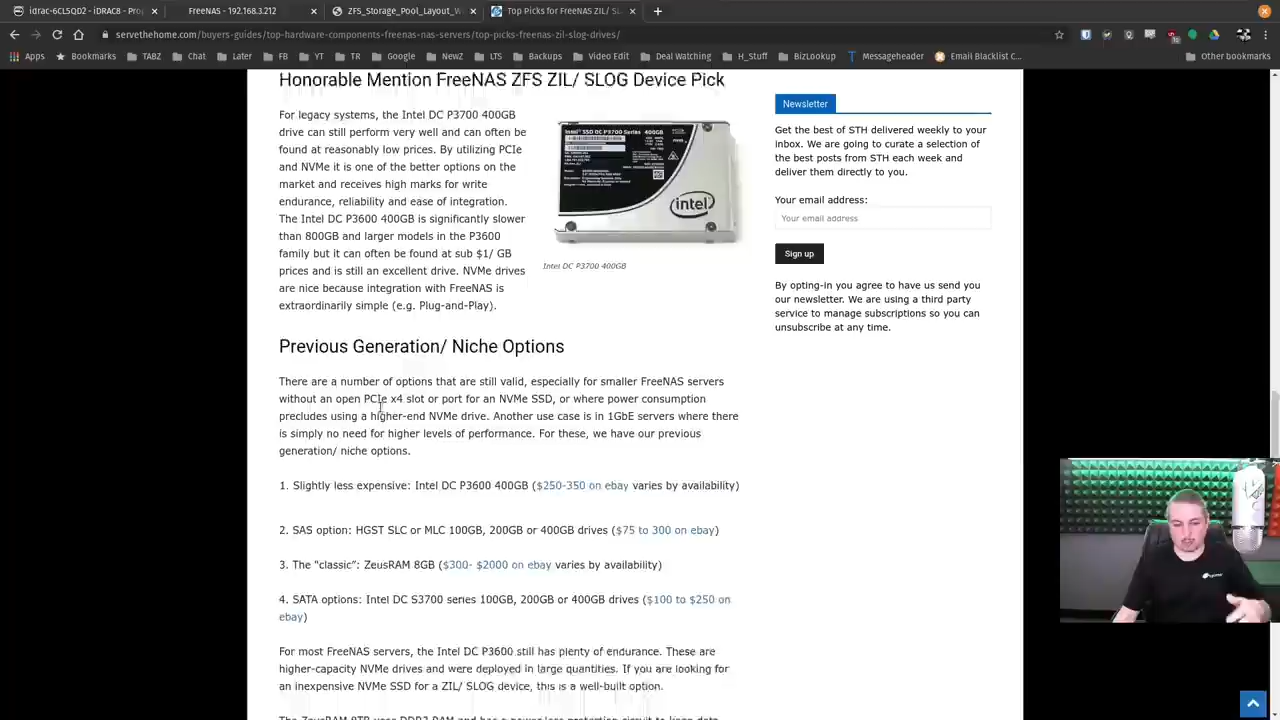 idrac-6CL5QD2 - iDRAC8 - Pro
FreeNAS - 192.168.3.212
ZFS_Storage_Pool_Layout_W
Top Picks for FreeNAS ZIL/ SL
servethehome.com/buyers-guides/top-hardware-components-freenas-nas-servers/top-picks-freenas-zil-slog-drives/
Apps
Bookmarks
TABZ
Chat
Later
FB
YT
TR
Google
NewZ
LTS
Backups
Video Edit
Deal Watching
H_Stuff
BizLookup
Messageheader
Email Blacklist C...
Other bookmarks
Honorable Mention FreeNAS ZFS ZIL/ SLOG Device Pick
For legacy systems, the Intel DC P3700 400GB
drive can still perform very well and can often be
found at reasonably low prices. By utilizing PCIe
and NVMe it is one of the better options on the
market and receives high marks for write
endurance, reliability and ease of integration.
The Intel DC P3600 400GB is significantly slower
than 800GB and larger models in the P3600
family but it can often be found at sub $1/ GB
prices and is still an excellent drive. NVMe drives
are nice because integration with FreeNAS is
extraordinarily simple (e.g. Plug-and-Play).
Intel SSD DC P3700 Series 400GB
intel
Intel DC P3700 400GB
Previous Generation/ Niche Options
There are a number of options that are still valid, especially for smaller FreeNAS servers
without an open PCIe x4 slot or port for an NVMe SSD, or where power consumption
precludes using a higher-end NVMe drive. Another use case is in 1GbE servers where there
is simply no need for higher levels of performance. For these, we have our previous
generation/ niche options.
1. Slightly less expensive: Intel DC P3600 400GB ($250-350 on ebay varies by availability)
2. SAS option: HGST SLC or MLC 100GB, 200GB or 400GB drives ($75 to 300 on ebay)
3. The “classic”: ZeusRAM 8GB ($300- $2000 on ebay varies by availability)
4. SATA options: Intel DC S3700 series 100GB, 200GB or 400GB drives ($100 to $250 on
ebay)
For most FreeNAS servers, the Intel DC P3600 still has plenty of endurance. These are
higher-capacity NVMe drives and were deployed in large quantities. If you are looking for
an inexpensive NVMe SSD for a ZIL/ SLOG device, this is a well-built option.
Newsletter
Get the best of STH delivered weekly to your
inbox. We are going to curate a selection of
the best posts from STH each week and
deliver them directly to you.
Your email address:
Your email address
Sign up
By opting-in you agree to have us send you
our newsletter. We are using a third party
service to manage subscriptions so you can
unsubscribe at any time.